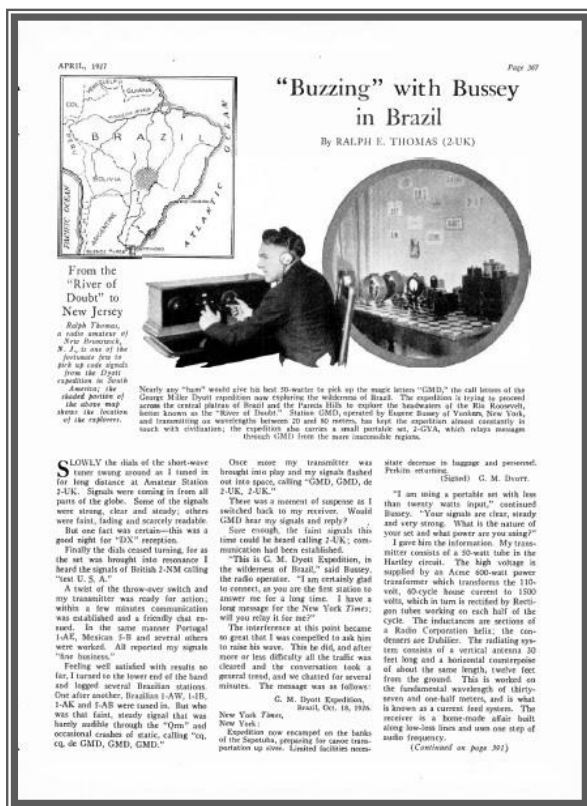 APRIL, 1927
Page 367
"Buzzing" with Bussey
in Brazil
By RALPH E. THOMAS (2-UK)
COL.
VENEZUELA
GUIANA
BRAZIL
BOLIVIA
ARGENTINE
PACIFIC OCEAN
ATLANTIC
OCEAN
From the
"River of
Doubt" to
New Jersey
Ralph Thomas,
a radio amateur of
New Brunswick,
N. J., is one of the
fortunate few to
pick up code signals
from the Dyott
expedition in South
America; the
shaded portion of
the above map
shows the location
of the explorers.
Nearly any "ham" would give his best 50-watter to pick up the magic letters "GMD," the call letters of the
George Miller Dyott expedition now exploring the wilderness of Brazil. The expedition is trying to proceed
across the central plateau of Brazil and the Parecis Hills to explore the headwaters of the Rio Roosevelt,
better known as the "River of Doubt." Station GMD, operated by Eugene Bussey of Yonkers, New York,
and transmitting on wavelengths between 20 and 80 meters, has kept the expedition almost constantly in
touch with civilization; the expedition also carries a small portable set, 2-GYA, which relays messages
through GMD from the more inaccessible regions.
SLOWLY the dials of the short-wave
tuner swung around as I tuned in
for long distance at Amateur Station
2-UK. Signals were coming in from all
parts of the globe. Some of the signals
were strong, clear and steady; others
were faint, fading and scarcely readable.
But one fact was certain—this was a
good night for "DX" reception.
Finally the dials ceased turning, for as
the set was brought into resonance I
heard the signals of British 2-NM calling
"test U. S. A."
A twist of the throw-over switch and
my transmitter was ready for action;
within a few minutes communication
was established and a friendly chat en-
sued. In the same manner Portugal
1-AE, Mexican 5-B and several others
were worked. All reported my signals
"fine business."
Feeling well satisfied with results so
far, I turned to the lower end of the band
and logged several Brazilian stations.
One after another, Brazilian 1-AW, 1-IB,
1-AK and 5-AB were tuned in. But who
was that faint, steady signal that was
hardly audible through the "Qrm" and
occasional crashes of static, calling "cq,
cq, de GMD, GMD, GMD."
Once more my transmitter was
brought into play and my signals flashed
out into space, calling "GMD, GMD, de
2-UK, 2-UK."
There was a moment of suspense as I
switched back to my receiver. Would
GMD hear my signals and reply?
Sure enough, the faint signals this
time could be heard calling 2-UK; com-
munication had been established.
"This is G. M. Dyott Expedition, in
the wilderness of Brazil," said Bussey,
the radio operator. "I am certainly glad
to connect, as you are the first station to
answer me for a long time. I have a
long message for the New York Times;
will you relay it for me?"
The interference at this point became
so great that I was compelled to ask him
to raise his wave. This he did, and after
more or less difficulty all the traffic was
cleared and the conversation took a
general trend, and we chatted for several
minutes. The message was as follows:
G. M. Dyott Expedition,
Brazil, Oct. 18, 1926.
New York Times,
New York:
Expedition now encamped on the banks
of the Sepotuba, preparing for canoe trans-
portation up river. Limited facilities neces-
sitate decrease in baggage and personnel.
Perkins returning.
(Signed) G. M. DYOTT.
"I am using a portable set with less
than twenty watts input," continued
Bussey. "Your signals are clear, steady
and very strong. What is the nature of
your set and what power are you using?"
I gave him the information. My trans-
mitter consists of a 50-watt tube in the
Hartley circuit. The high voltage is
supplied by an Acme 600-watt power
transformer which transforms the 110-
volt, 60-cycle house current to 1500
volts, which in turn is rectified by Recti-
gon tubes working on each half of the
cycle. The inductances are sections of
a Radio Corporation helix; the con-
densers are Dubilier. The radiating sys-
tem consists of a vertical antenna 30
feet long and a horizontal counterpoise
of about the same length, twelve feet
from the ground. This is worked on
the fundamental wavelength of thirty-
seven and one-half meters, and is what
is known as a current feed system. The
receiver is a home-made affair built
along low-less lines and uses one step of
audio frequency.
(Continued on page 391)